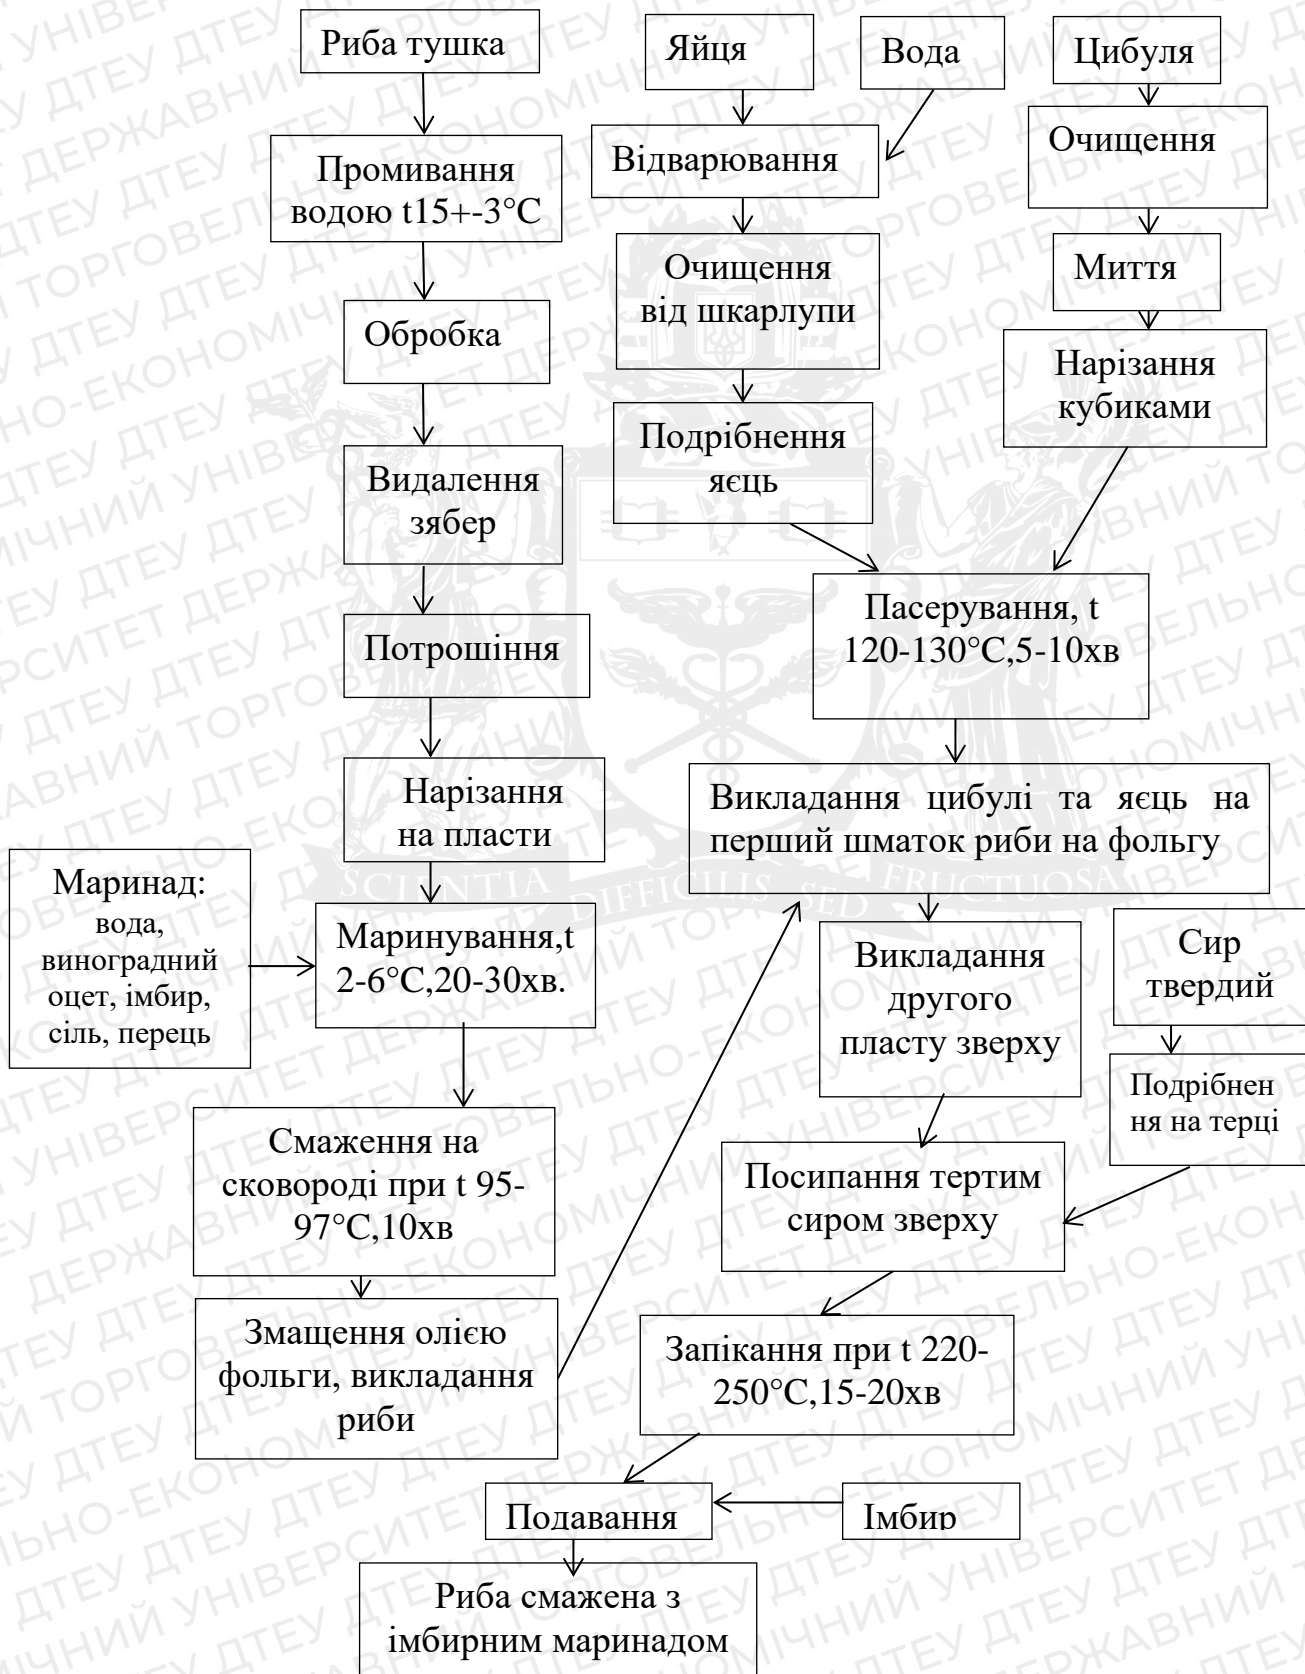 Риба тушка
Яйця
Вода
Цибуля
Промивання
водою t15+-3°C
Відварювання
Очищення
Очищення
від шкарлупи
Миття
Обробка
Нарізання
кубиками
Подрібнення
яєць
Видалення
зябер
Пасерування, t
120-130°C,5-10хв
Потрошіння
Нарізання
на пласти
Викладання цибулі та яєць на
перший шматок риби на фольгу
Маринад:
вода,
виноградний
оцет, імбир,
сіль, перець
Маринування,t
2-6°C,20-30хв.
Викладання
другого
пласту зверху
Сир
твердий
Подрібнен
ня на терці
Смаження на
сковороді при t 95-
97°C,10хв
Посипання тертим
сиром зверху
Змащення олією
фольги, викладання
риби
Запікання при t 220-
250°C,15-20хв
Подавання
Імбир
Риба смажена з
імбирним маринадом
SCIENTIA DIFFICILIS SED FRUCTUOSA